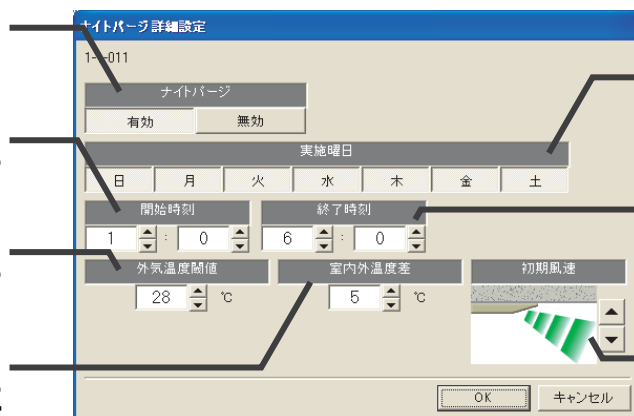 ナイトパージ詳細設定
1-
-011
ナイトパージ
有効 無効
実施曜日
日 月 火 水 木 金 土
開始時刻 終了時刻
1 : 0 6 : 0
外気温度閾値 室内外温度差 初期風速
28 ℃ 5 ℃
OK キャンセル